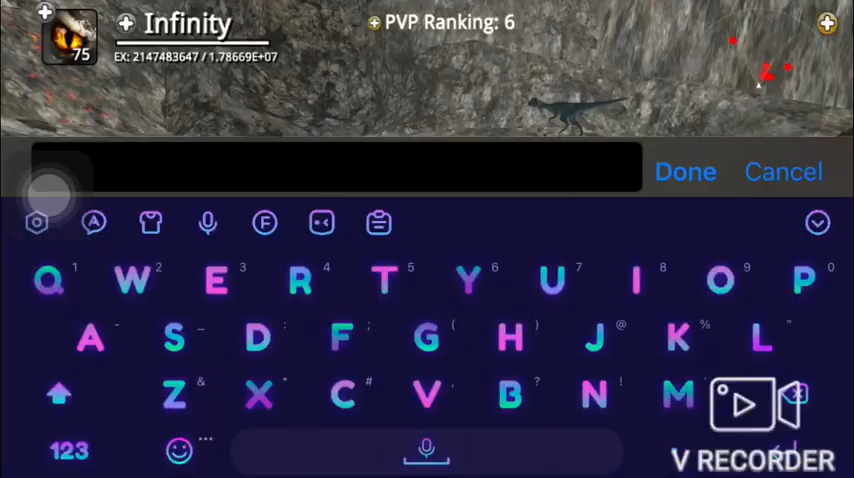 Infinity
PVP Ranking: 6
75
EX: 2147483647 / 1.78669E+07
Done Cancel
A F
Q 1 W 2 E 3 R 4 T 5 Y 6 U 7 I 8 O 9 P 0
A - S _ D : F ; G ( H ) J @ K % L "
Z & X * C # V , B ? N ! M
123 ...
V RECORDER